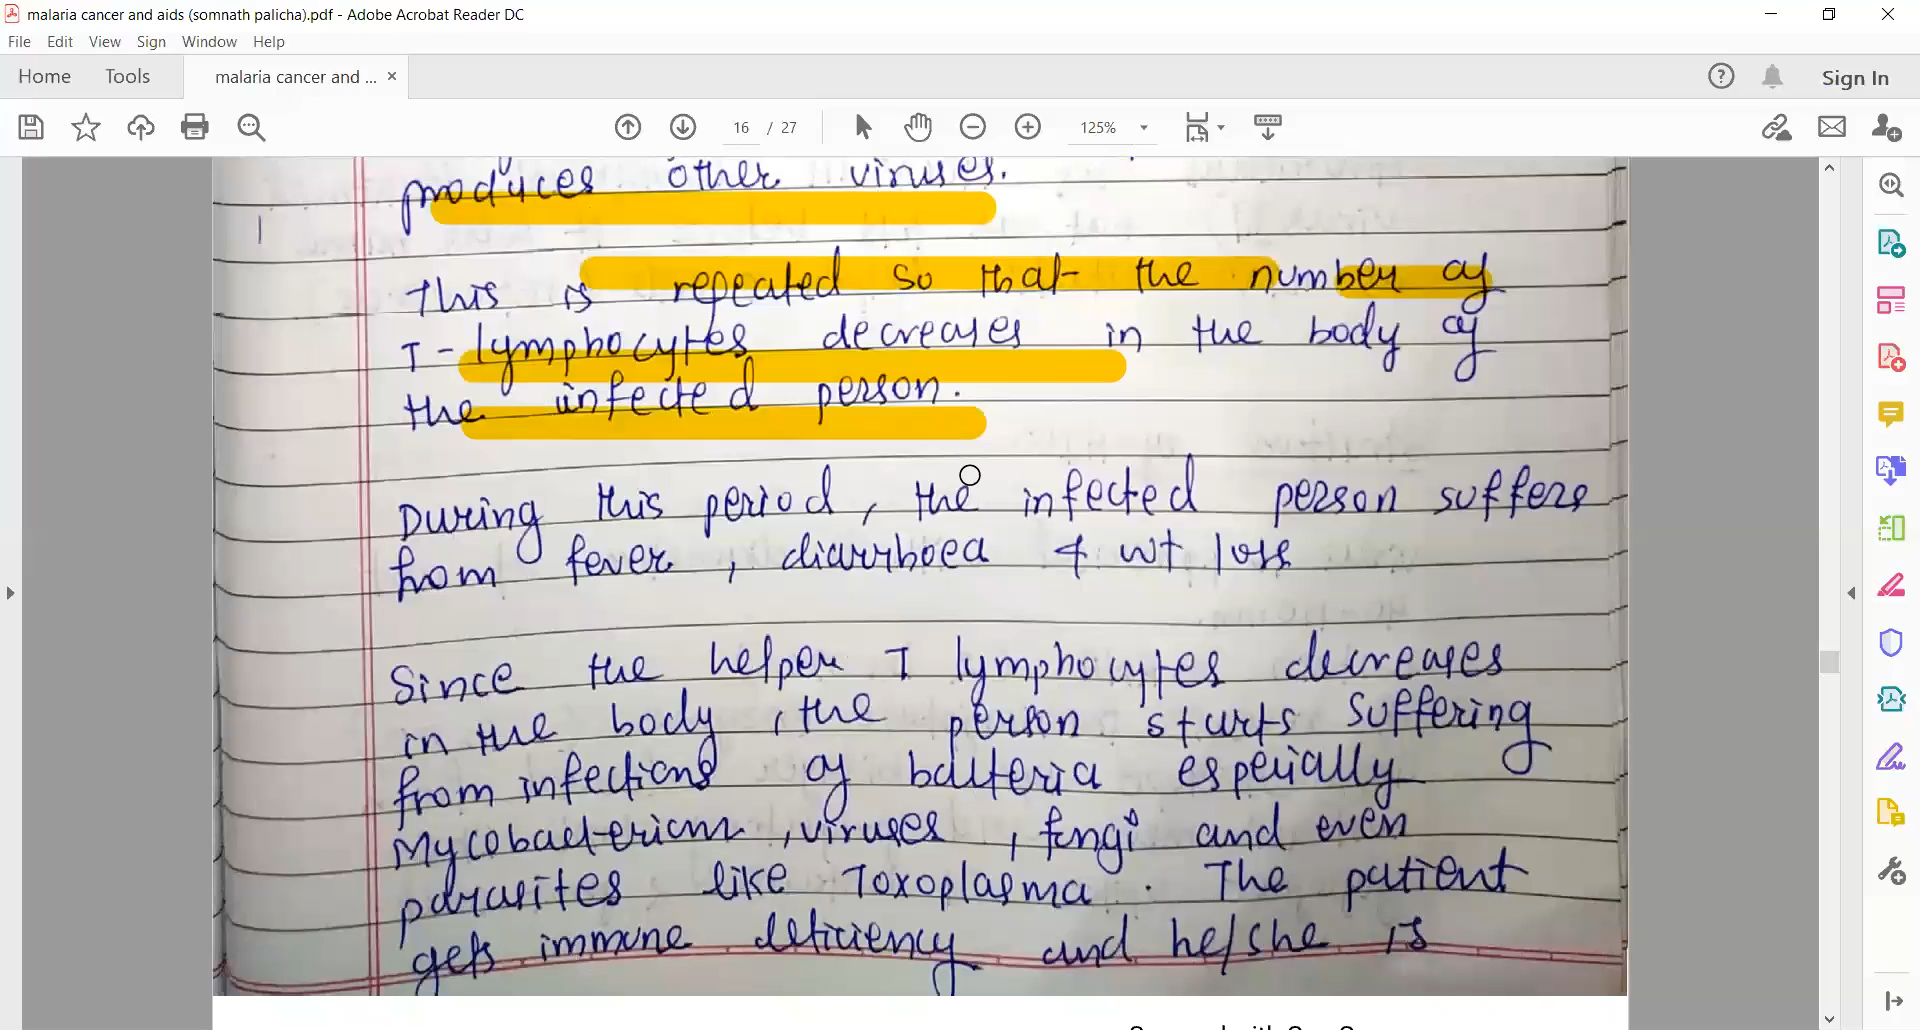 malaria cancer and aids (somnath palicha).pdf - Adobe Acrobat Reader DC
File Edit View Sign Window Help
Home Tools malaria cancer and ... × Sign In
16 / 27 125%
produces other viruses.
This is repeated so that the number of
T-lymphocytes decreases in the body of
the infected person.
During this period, the infected person suffers
from fever, diarrhoea & wt loss
Since the helper T lymphocytes decreases
in the body, the person starts suffering
from infections of bacteria especially
Mycobacterium, viruses, fungi and even
parasites like Toxoplasma. The patient
gets immune deficiency and he/she is